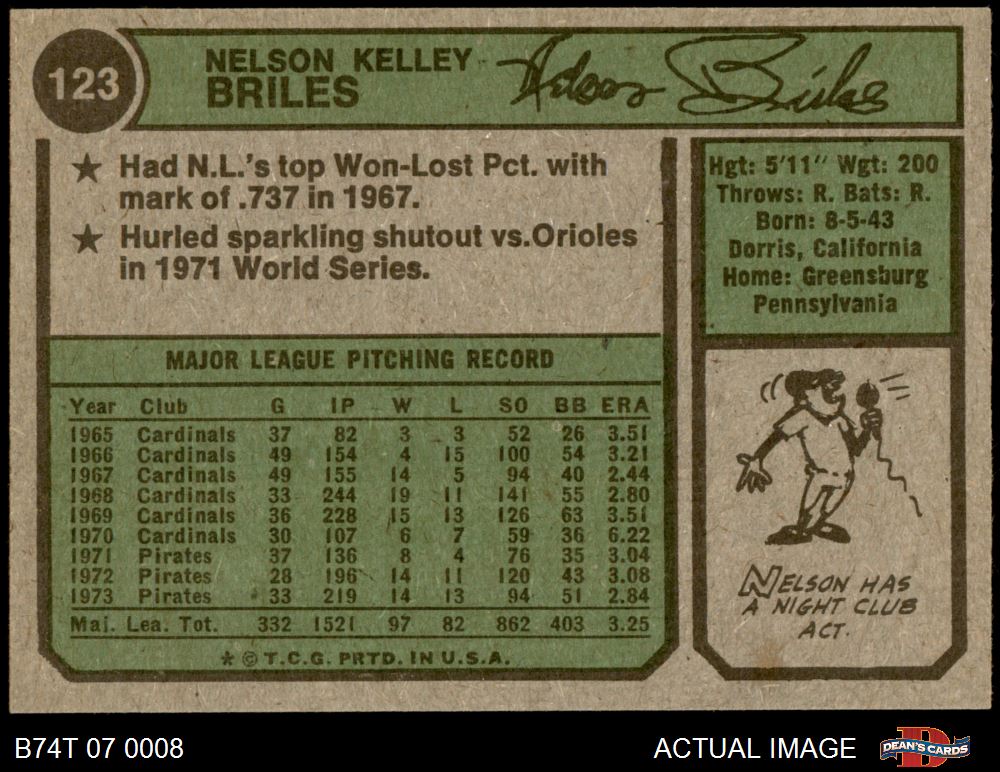 123
NELSON KELLEY
BRILES
Nelson Briles
★ Had N.L.'s top Won-Lost Pct. with
mark of .737 in 1967.
★ Hurled sparkling shutout vs. Orioles
in 1971 World Series.
Hgt: 5'11" Wgt: 200
Throws: R. Bats: R.
Born: 8-5-43
Dorris, California
Home: Greensburg
Pennsylvania
MAJOR LEAGUE PITCHING RECORD
Year Club G IP W L SO BB ERA
1965 Cardinals 37 82 3 3 52 26 3.51
1966 Cardinals 49 154 4 15 100 54 3.21
1967 Cardinals 49 155 14 5 94 40 2.44
1968 Cardinals 33 244 19 11 141 55 2.80
1969 Cardinals 36 228 15 13 126 63 3.51
1970 Cardinals 30 107 6 7 59 36 6.22
1971 Pirates 37 136 8 4 76 35 3.04
1972 Pirates 28 196 14 11 120 43 3.08
1973 Pirates 33 219 14 13 94 51 2.84
Maj. Lea. Tot. 332 1521 97 82 862 403 3.25
★ © T.C.G. PRTD. IN U.S.A.
NELSON HAS
A NIGHT CLUB
ACT.
B74T 07 0008
ACTUAL IMAGE
DEAN'S CARDS